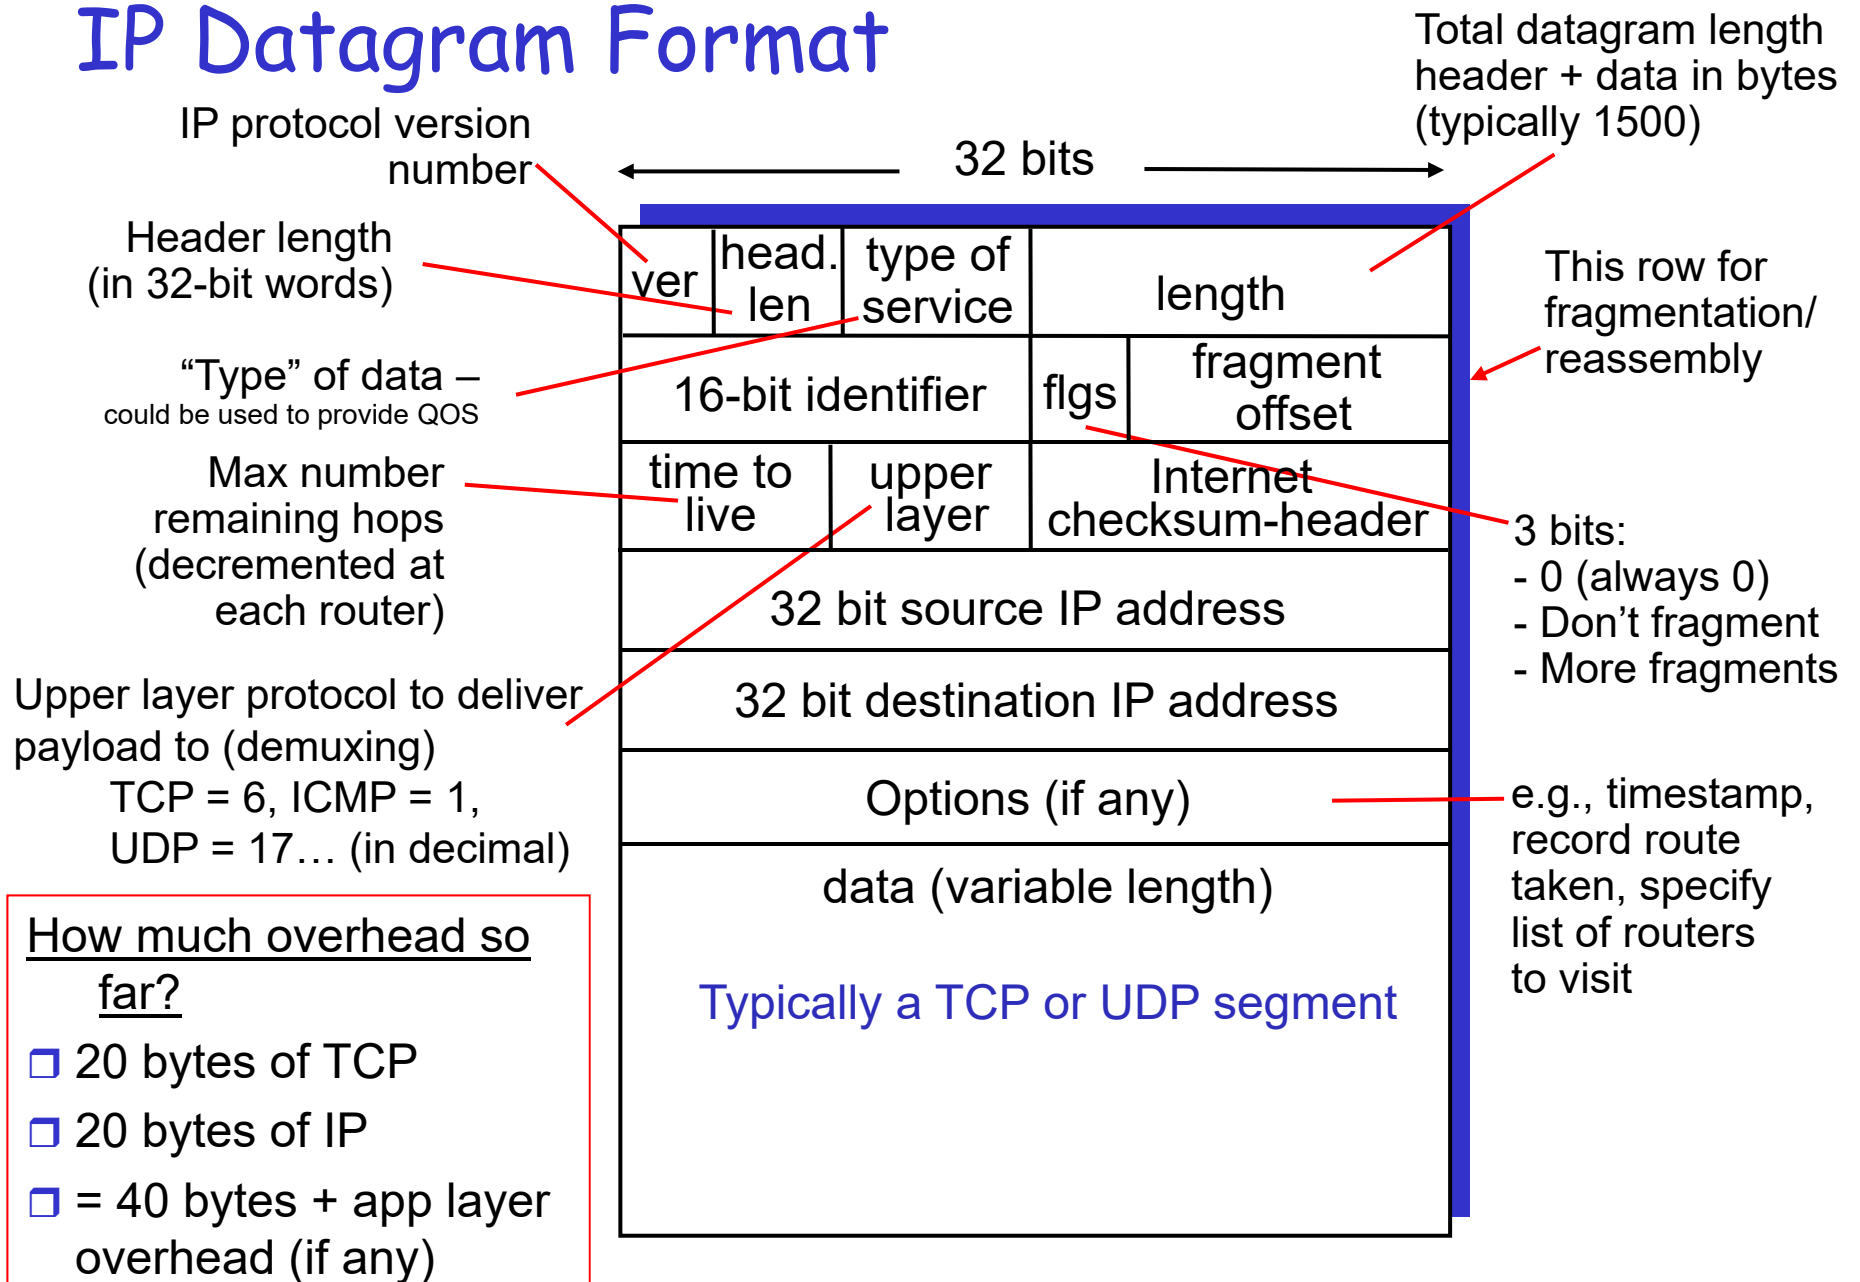 IP Datagram Format
Total datagram length
header + data in bytes
(typically 1500)
IP protocol version
number
32 bits
Header length
(in 32-bit words)
ver
head.
len
type of
service
length
This row for
fragmentation/
reassembly
“Type” of data –
could be used to provide QOS
16-bit identifier
flgs
fragment
offset
Max number
remaining hops
(decremented at
each router)
time to
live
upper
layer
Internet
checksum-header
3 bits:
- 0 (always 0)
- Don’t fragment
- More fragments
32 bit source IP address
32 bit destination IP address
Upper layer protocol to deliver
payload to (demuxing)
TCP = 6, ICMP = 1,
UDP = 17… (in decimal)
Options (if any)
e.g., timestamp,
record route
taken, specify
list of routers
to visit
data (variable length)
Typically a TCP or UDP segment
How much overhead so
far?
❒ 20 bytes of TCP
❒ 20 bytes of IP
❒ = 40 bytes + app layer
overhead (if any)